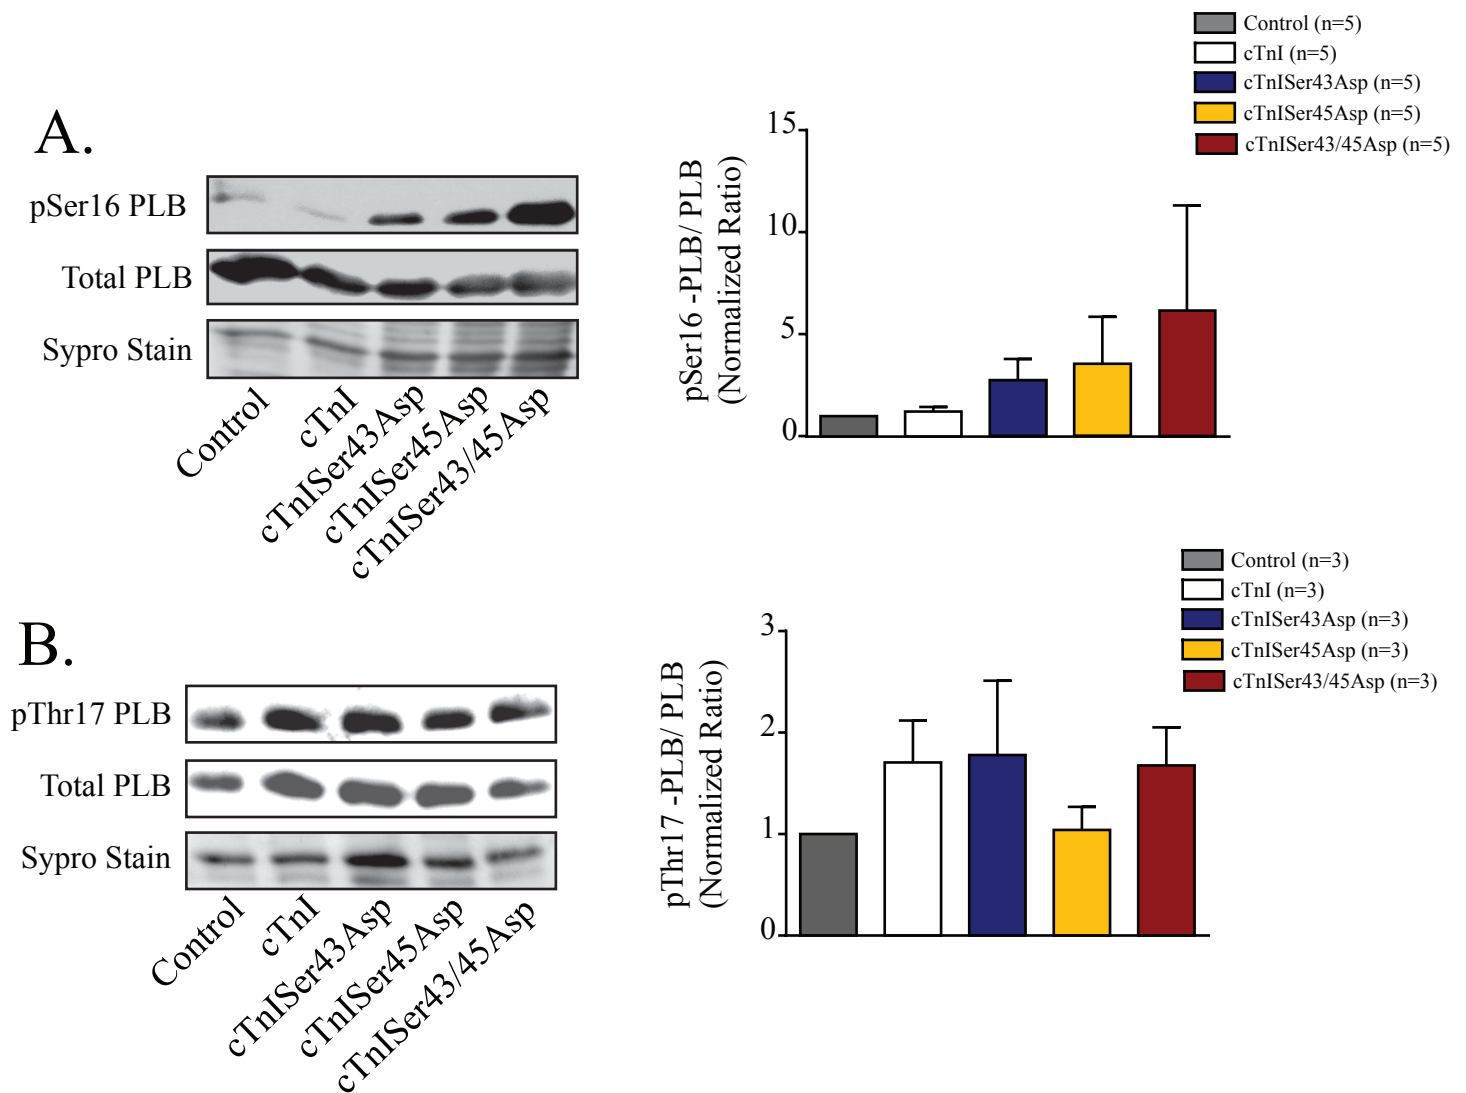 A.
pSer16 PLB
Total PLB
Sypro Stain
Control
cTnI
cTnISer43Asp
cTnISer45Asp
cTnISer43/45Asp
pSer16 -PLB/ PLB
(Normalized Ratio)
15
10
5
0
Control (n=5)
cTnI (n=5)
cTnISer43Asp (n=5)
cTnISer45Asp (n=5)
cTnISer43/45Asp (n=5)
B.
pThr17 PLB
Total PLB
Sypro Stain
Control
cTnI
cTnISer43Asp
cTnISer45Asp
cTnISer43/45Asp
pThr17 -PLB/ PLB
(Normalized Ratio)
3
2
1
0
Control (n=3)
cTnI (n=3)
cTnISer43Asp (n=3)
cTnISer45Asp (n=3)
cTnISer43/45Asp (n=3)